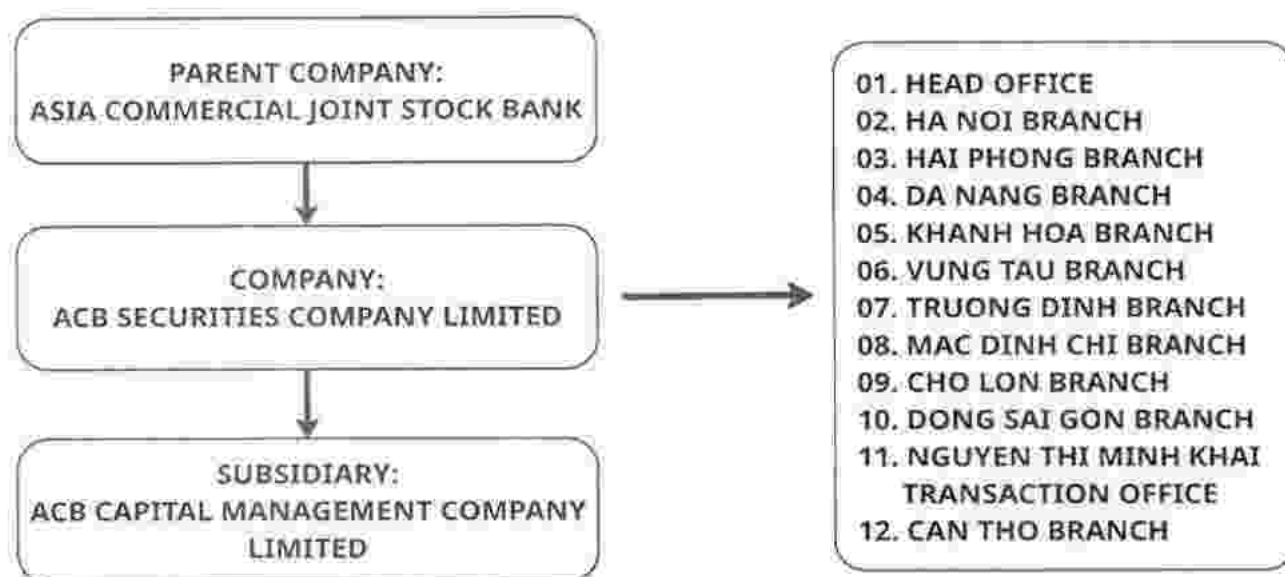 PARENT COMPANY:
ASIA COMMERCIAL JOINT STOCK BANK
COMPANY:
ACB SECURITIES COMPANY LIMITED
SUBSIDIARY:
ACB CAPITAL MANAGEMENT COMPANY
LIMITED
01. HEAD OFFICE
02. HA NOI BRANCH
03. HAI PHONG BRANCH
04. DA NANG BRANCH
05. KHANH HOA BRANCH
06. VUNG TAU BRANCH
07. TRUONG DINH BRANCH
08. MAC DINH CHI BRANCH
09. CHO LON BRANCH
10. DONG SAI GON BRANCH
11. NGUYEN THI MINH KHAI
TRANSACTION OFFICE
12. CAN THO BRANCH